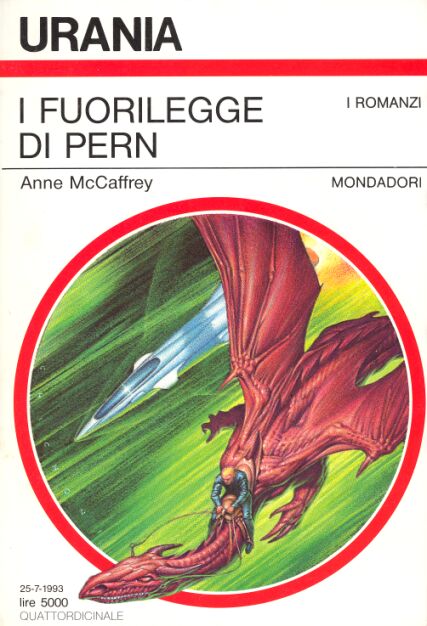 URANIA
I FUORILEGGE
DI PERN
I ROMANZI
Anne McCaffrey
MONDADORI
25-7-1993
lire 5000
QUATTORDICINALE